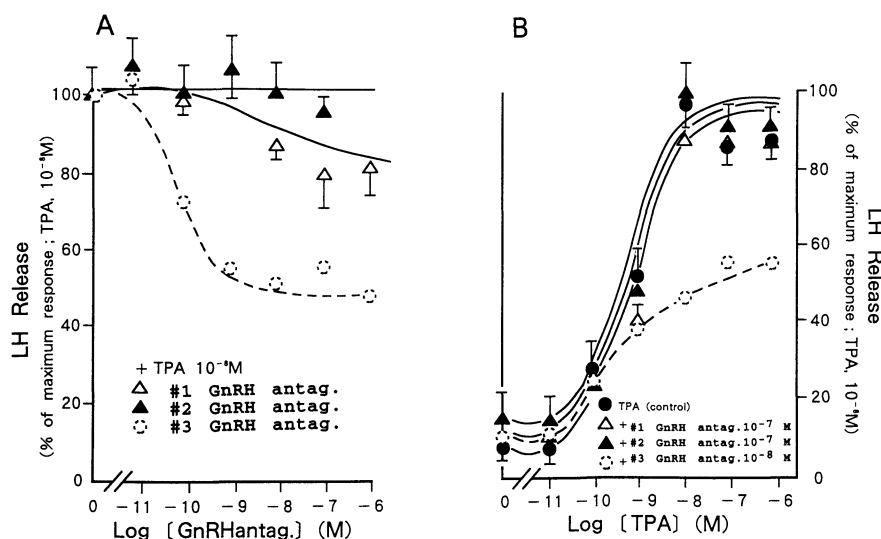 A
LH Release
(% of maximum response ; TPA, 10⁻⁸M)
100
80
60
40
20
0
+ TPA 10⁻⁸M
#1 GnRH antag.
#2 GnRH antag.
#3 GnRH antag.
0 -11 -10 -9 -8 -7 -6
Log [GnRHantag.] (M)
B
100
80
60
40
20
0
TPA (control)
+#1 GnRH antag.10⁻⁷ M
+#2 GnRH antag.10⁻⁷ M
+#3 GnRH antag.10⁻⁸ M
0 -11 -10 -9 -8 -7 -6
Log [TPA] (M)
LH Release
(% of maximum response ; TPA, 10⁻⁸M)